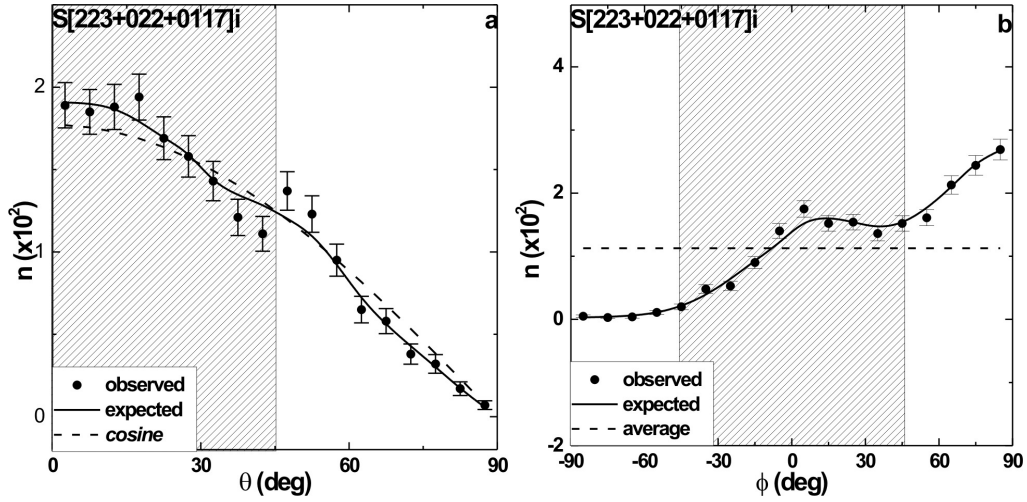 S[223+022+0117]i
a
2
1
0
n (x10²)
observed
expected
cosine
0 30 60 90
θ (deg)
S[223+022+0117]i
b
4
2
0
-2
n (x10²)
observed
expected
average
-90 -60 -30 0 30 60 90
ϕ (deg)